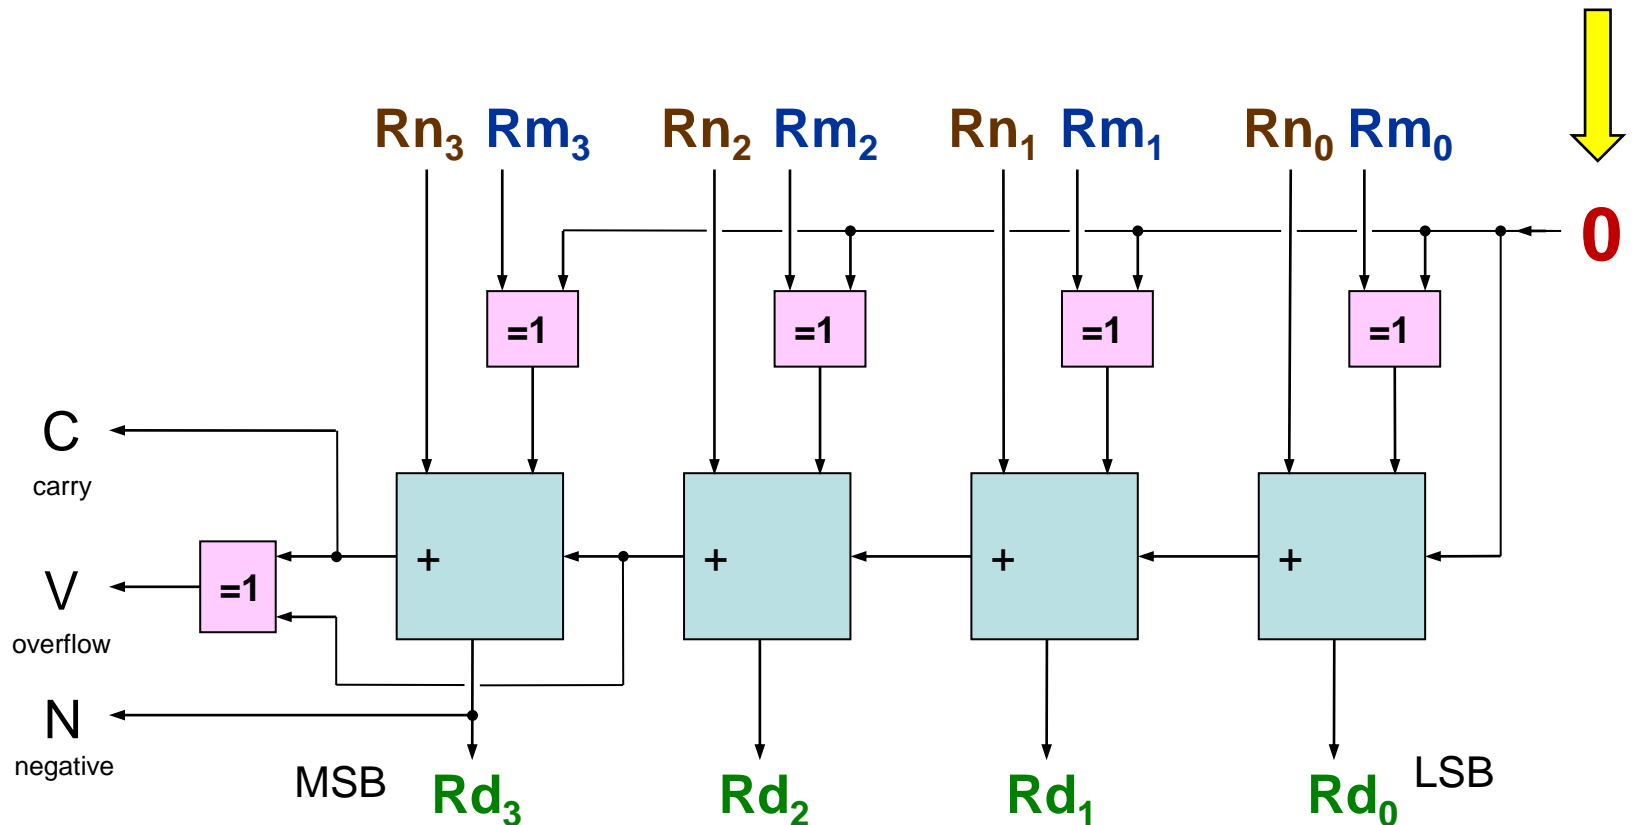 Rn3 Rm3 Rn2 Rm2 Rn1 Rm1 Rn0 Rm0
0
=1 =1 =1 =1
C
carry
+ + + +
=1
V
overflow
N
negative
MSB Rd3 Rd2 Rd1 Rd0 LSB